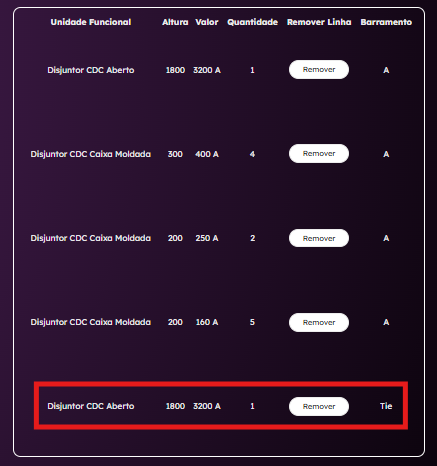 Unidade Funcional Altura Valor Quantidade Remover Linha Barramento
Disjuntor CDC Aberto 1800 3200 A 1 Remover A
Disjuntor CDC Caixa Moldada 300 400 A 4 Remover A
Disjuntor CDC Caixa Moldada 200 250 A 2 Remover A
Disjuntor CDC Caixa Moldada 200 160 A 5 Remover A
Disjuntor CDC Aberto 1800 3200 A 1 Remover Tie